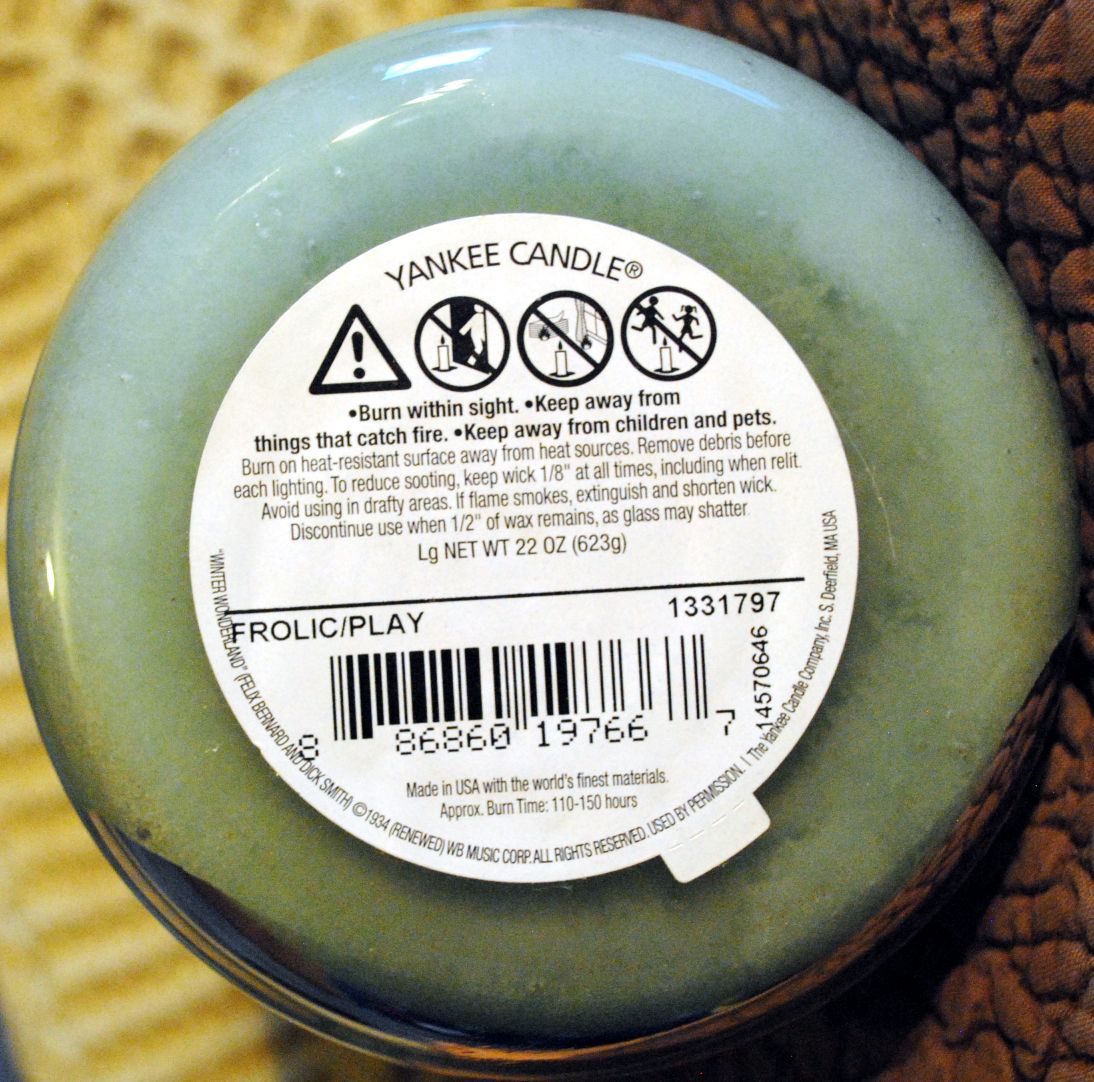 YANKEE CANDLE®
•Burn within sight. •Keep away from
things that catch fire. •Keep away from children and pets.
Burn on heat-resistant surface away from heat sources. Remove debris before
each lighting. To reduce sooting, keep wick 1/8" at all times, including when relit.
Avoid using in drafty areas. If flame smokes, extinguish and shorten wick.
Discontinue use when 1/2" of wax remains, as glass may shatter
Lg NET WT 22 OZ (623g)
FROLIC/PLAY 1331797
8 86860 19766 7
14570646
Made in USA with the world's finest materials.
Approx. Burn Time: 110-150 hours
"WINTER WONDERLAND" (FELIX BERNARD AND DICK SMITH) ©1934 (RENEWED) WB MUSIC CORP. ALL RIGHTS RESERVED. USED BY PERMISSION. | The Yankee Candle Company, Inc. S. Deerfield, MA USA